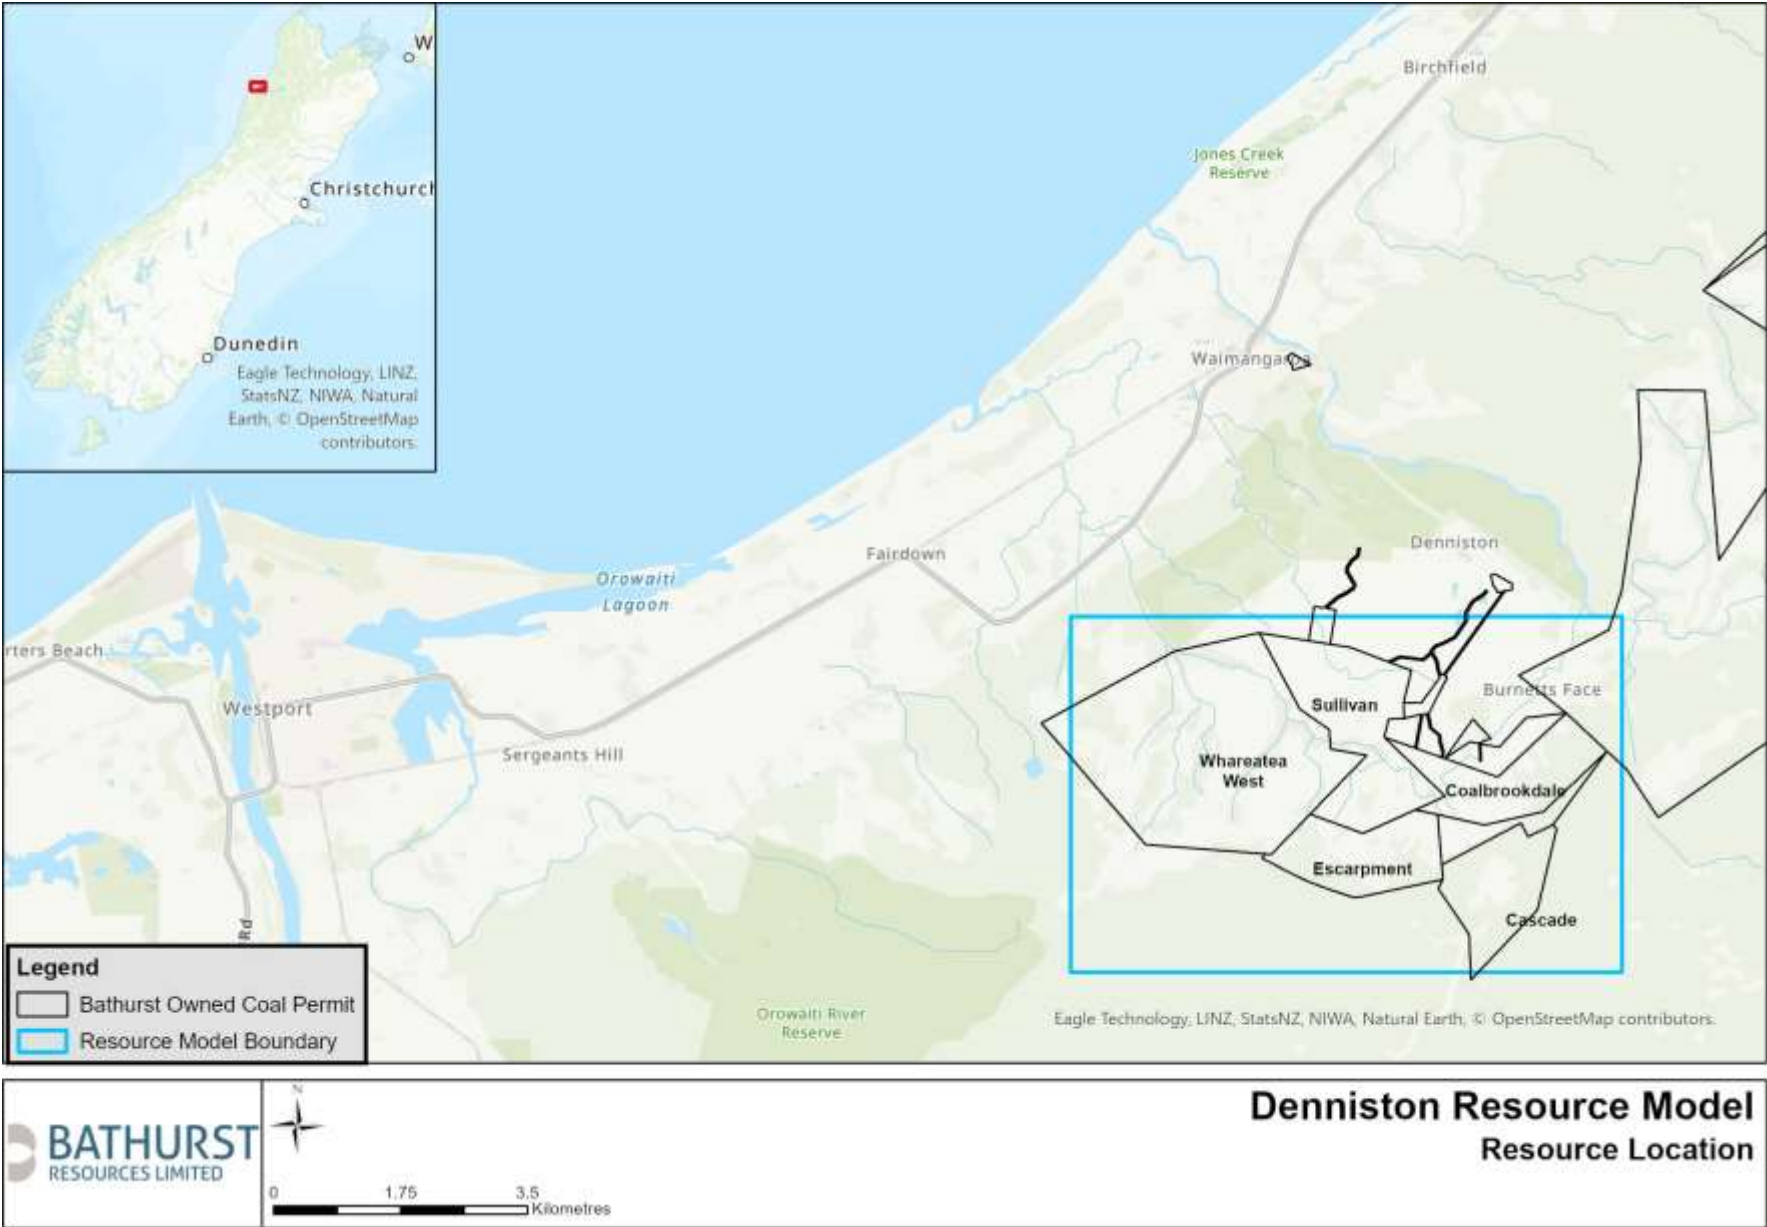 W
Christchurch
Dunedin
Eagle Technology, LINZ,
StatsNZ, NIWA, Natural
Earth, © OpenStreetMap
contributors.
Birchfield
Jones Creek
Reserve
Denniston
Fairdown
Orowaiti
Lagoon
rters Beach
Westport
Sergeants Hill
Burnetts Face
Sullivan
Whareatea
West
Coalbrookdale
Escarpment
Cascade
Rd
Orowaiti River
Reserve
Eagle Technology, LINZ, StatsNZ, NIWA, Natural Earth, © OpenStreetMap contributors.
Legend
Bathurst Owned Coal Permit
Resource Model Boundary
BATHURST
RESOURCES LIMITED
N
0 1.75 3.5
Kilometres
Denniston Resource Model
Resource Location